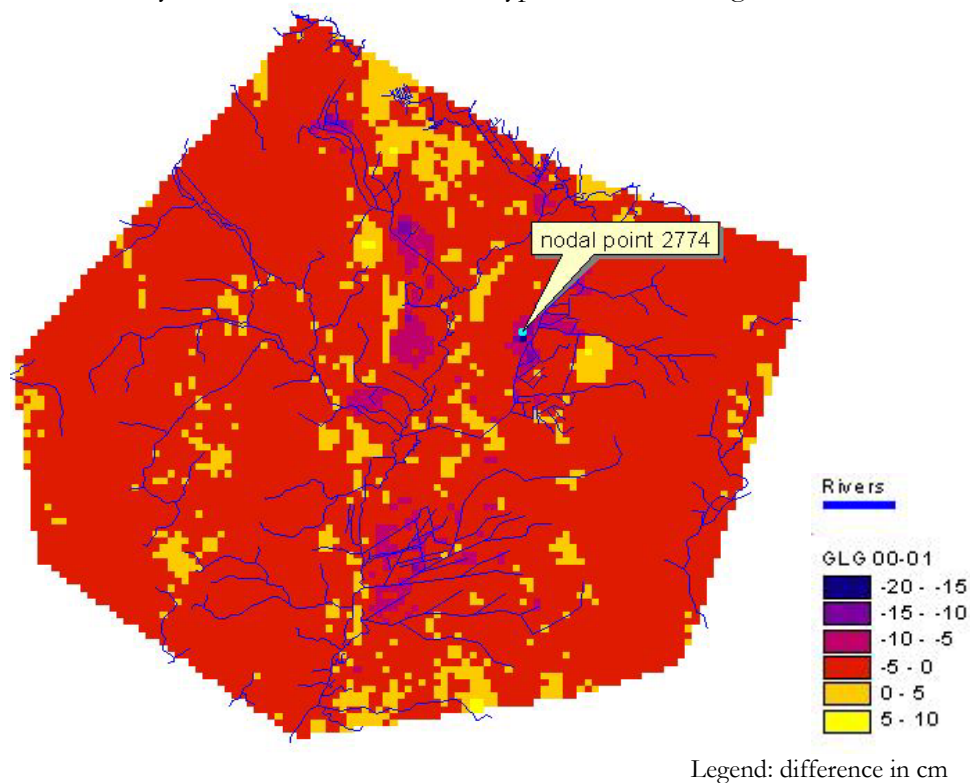 nodal point 2774
Rivers
GLG 00-01
-20 - -15
-15 - -10
-10 - -5
-5 - 0
0 - 5
5 - 10
Legend: difference in cm